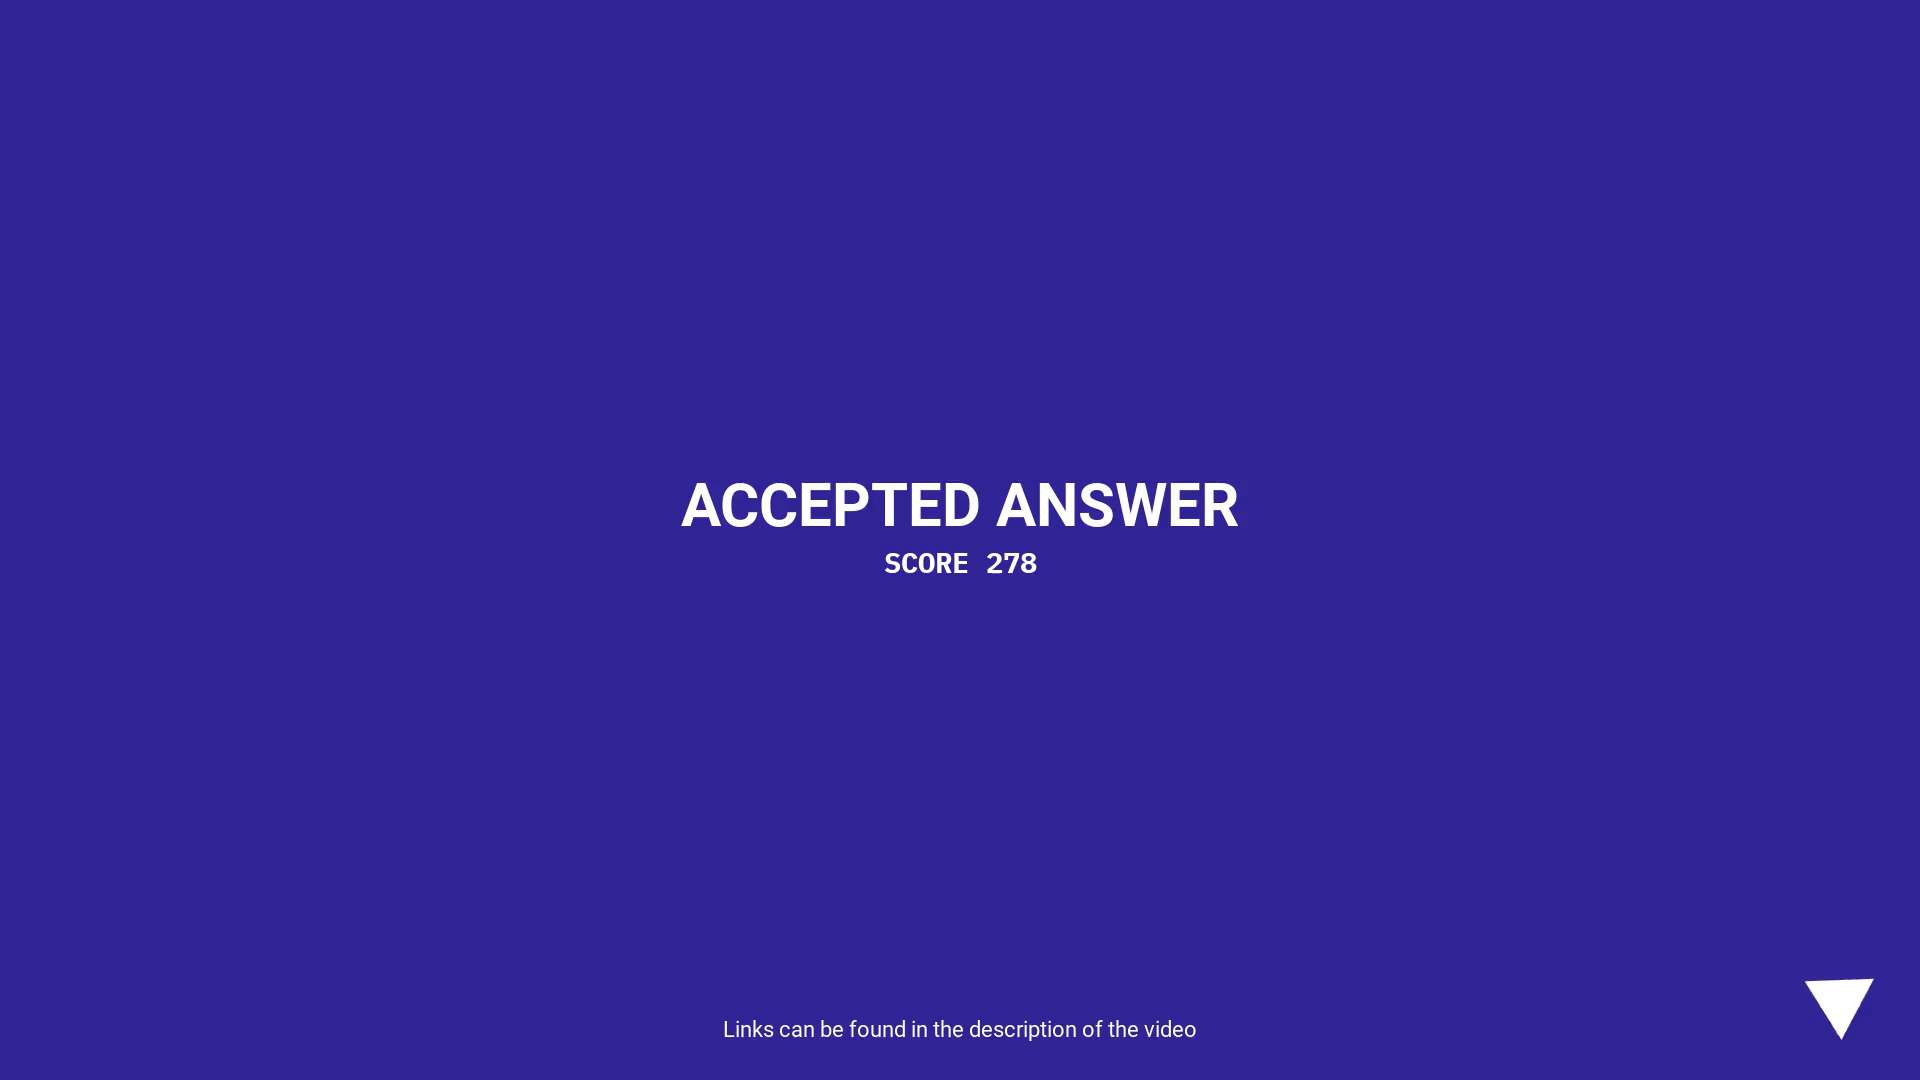 ACCEPTED ANSWER
SCORE 278
Links can be found in the description of the video